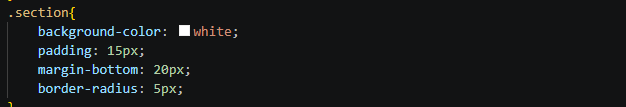 .section{
    background-color: white;
    padding: 15px;
    margin-bottom: 20px;
    border-radius: 5px;
}